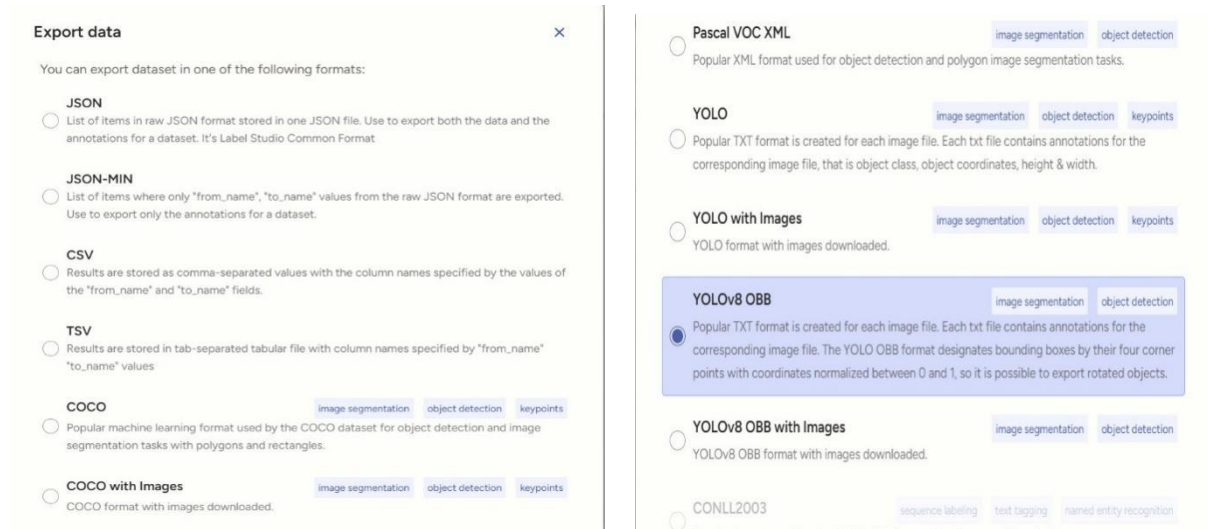 Export data
You can export dataset in one of the following formats:
JSON
List of items in raw JSON format stored in one JSON file. Use to export both the data and the
annotations for a dataset. It's Label Studio Common Format
JSON-MIN
List of items where only "from_name", "to_name" values from the raw JSON format are exported.
Use to export only the annotations for a dataset.
CSV
Results are stored as comma-separated values with the column names specified by the values of
the "from_name" and "to_name" fields.
TSV
Results are stored in tab-separated tabular file with column names specified by "from_name"
"to_name" values
COCO image segmentation object detection keypoints
Popular machine learning format used by the COCO dataset for object detection and image
segmentation tasks with polygons and rectangles.
COCO with Images image segmentation object detection keypoints
COCO format with images downloaded.
Pascal VOC XML image segmentation object detection
Popular XML format used for object detection and polygon image segmentation tasks.
YOLO image segmentation object detection keypoints
Popular TXT format is created for each image file. Each txt file contains annotations for the
corresponding image file, that is object class, object coordinates, height & width.
YOLO with Images image segmentation object detection keypoints
YOLO format with images downloaded.
YOLOv8 OBB image segmentation object detection
Popular TXT format is created for each image file. Each txt file contains annotations for the
corresponding image file. The YOLO OBB format designates bounding boxes by their four corner
points with coordinates normalized between 0 and 1, so it is possible to export rotated objects.
YOLOv8 OBB with Images image segmentation object detection
YOLOv8 OBB format with images downloaded.
CONLL2003 sequence labeling text tagging named entity recognition